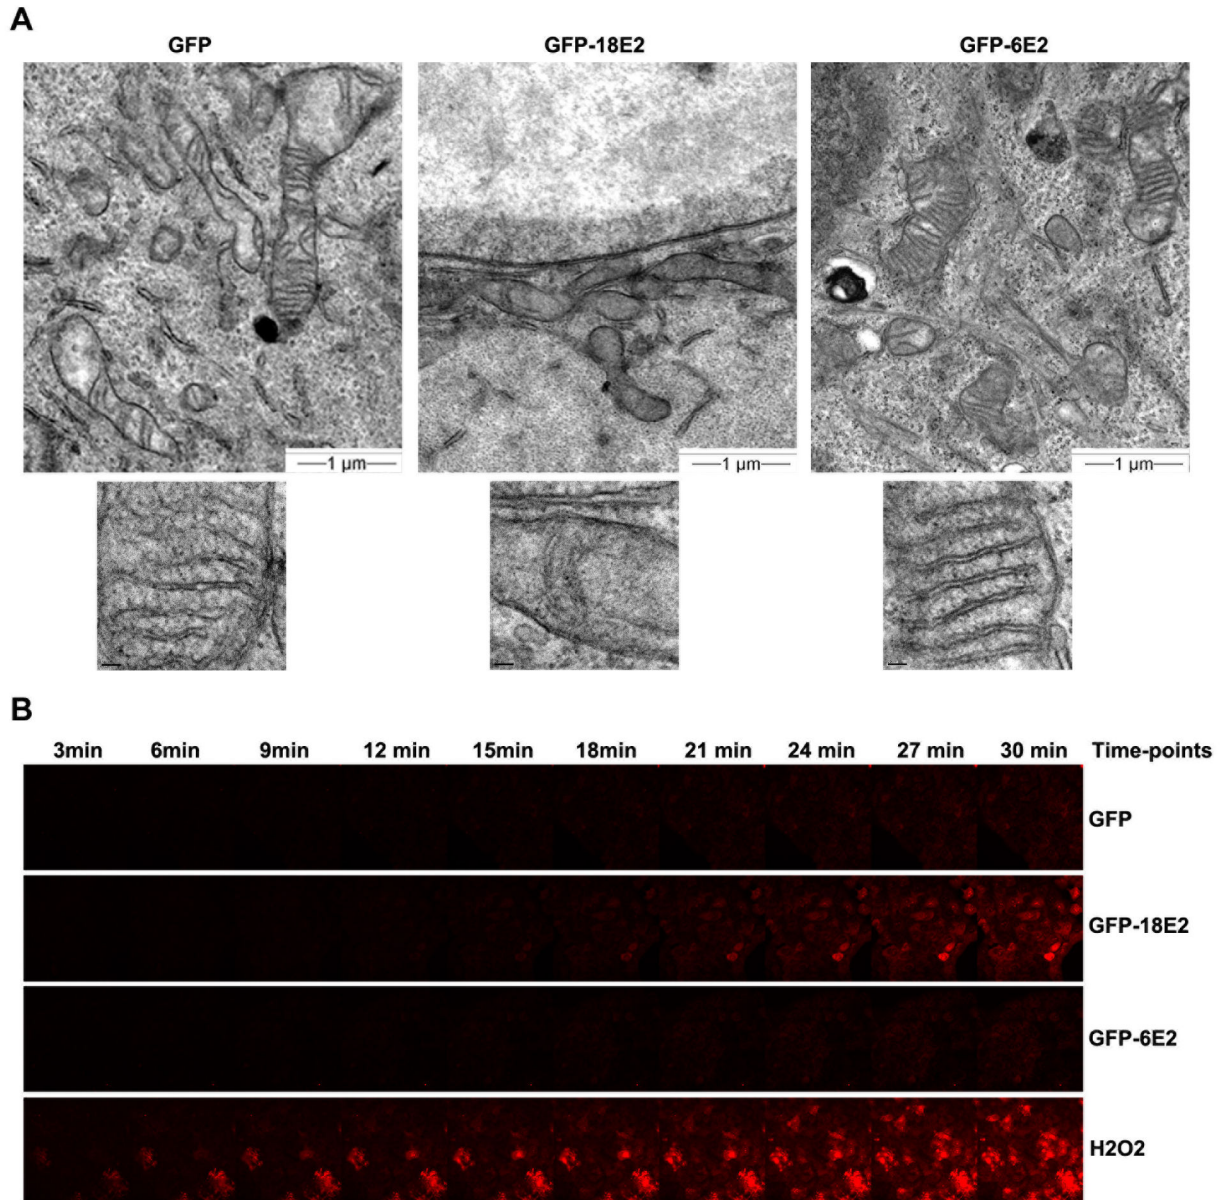 A
GFP
GFP-18E2
GFP-6E2
1 µm
1 µm
1 µm
B
3min 6min 9min 12 min 15min 18min 21 min 24 min 27 min 30 min Time-points
GFP
GFP-18E2
GFP-6E2
H2O2